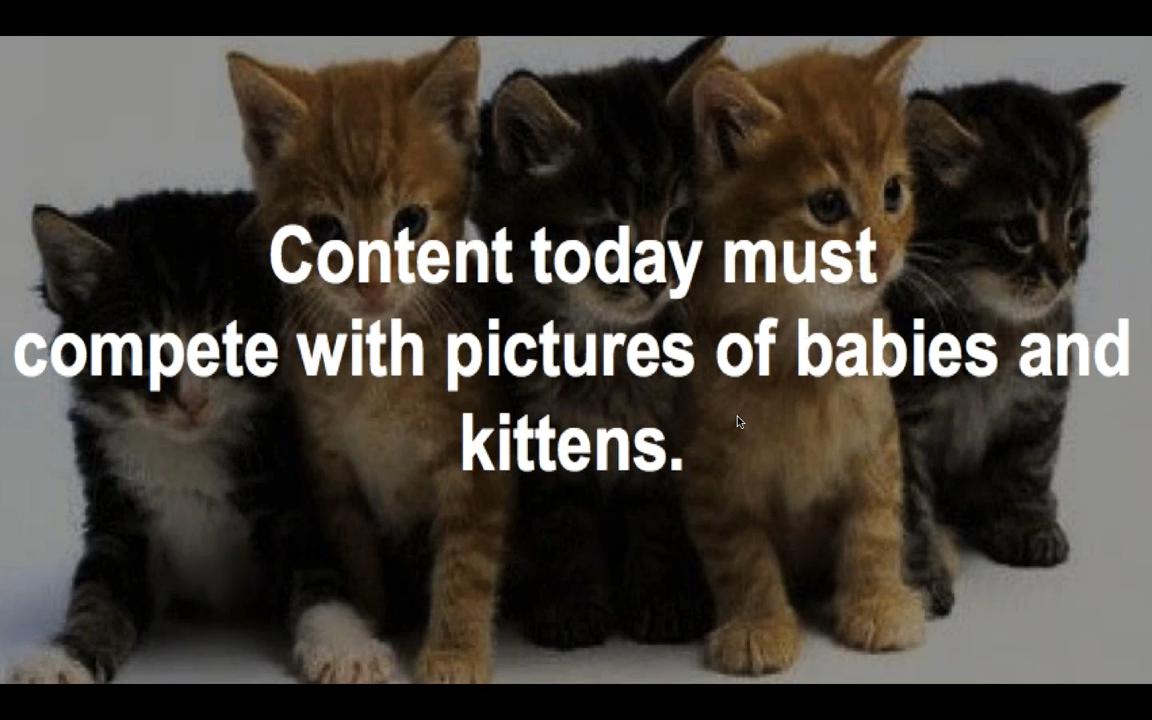 Content today must
compete with pictures of babies and
kittens.